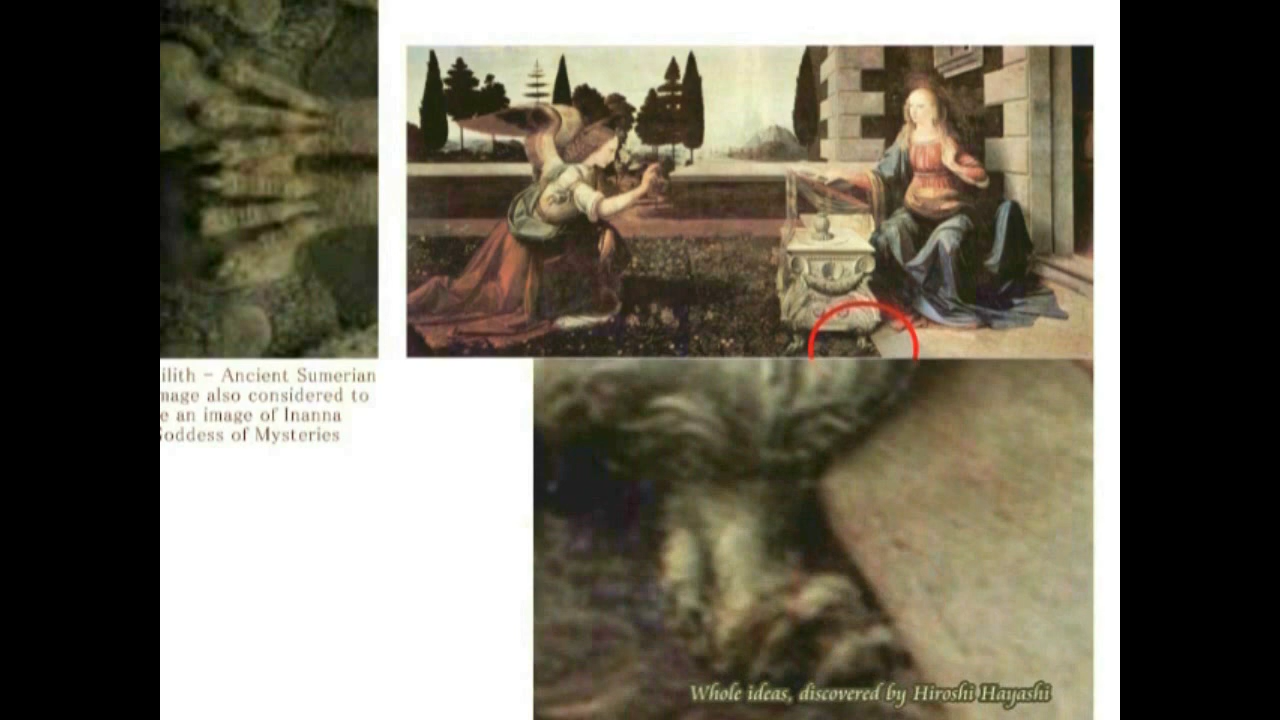 ilith – Ancient Sumerian
mage also considered to
e an image of Inanna
Goddess of Mysteries
Whole ideas, discovered by Hiroshi Hayashi